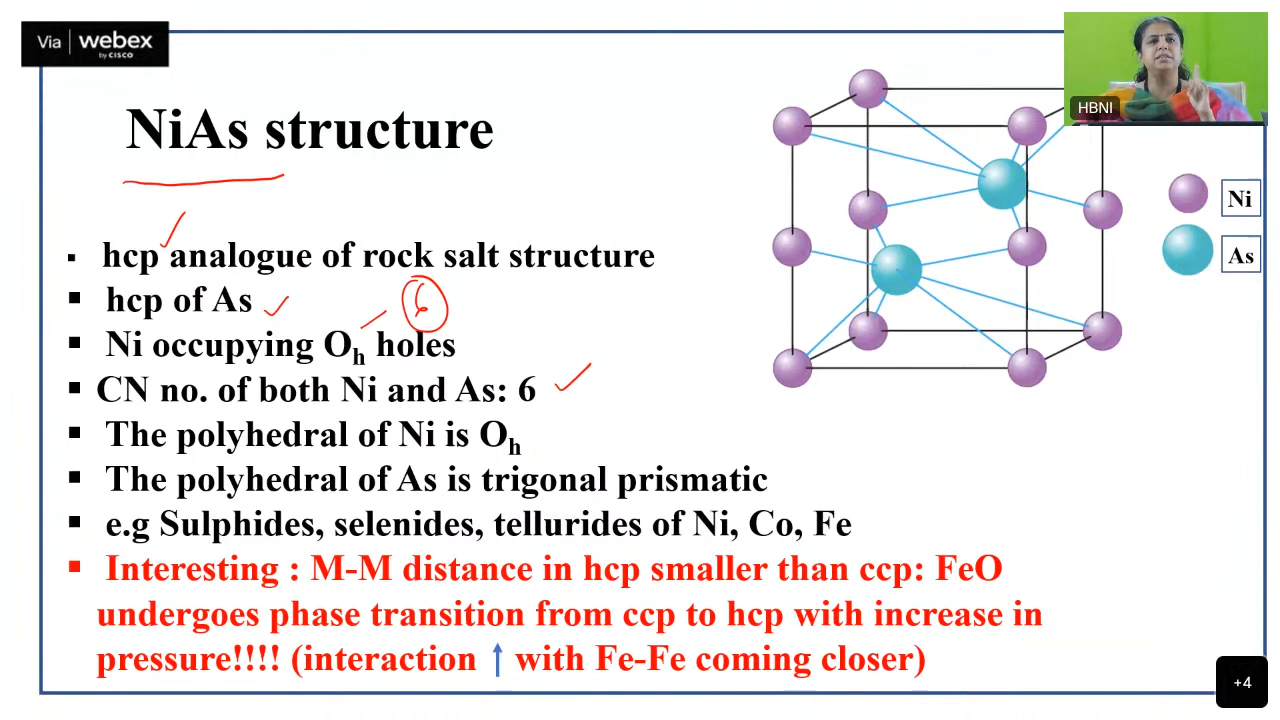 Via webex
by CISCO
HBNI
NiAs structure
Ni
As
▪ hcp analogue of rock salt structure
▪ hcp of As
6
▪ Ni occupying Oh holes
▪ CN no. of both Ni and As: 6
▪ The polyhedral of Ni is Oh
▪ The polyhedral of As is trigonal prismatic
▪ e.g Sulphides, selenides, tellurides of Ni, Co, Fe
▪ Interesting : M-M distance in hcp smaller than ccp: FeO
undergoes phase transition from ccp to hcp with increase in
pressure!!!! (interaction ↑ with Fe-Fe coming closer)
+4